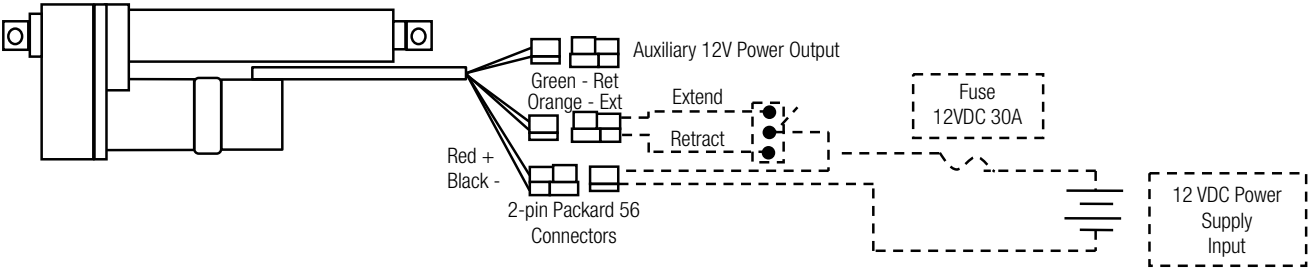 Auxiliary 12V Power Output
Green - Ret
Orange - Ext
Extend
Retract
Fuse
12VDC 30A
Red +
Black -
2-pin Packard 56
Connectors
12 VDC Power
Supply
Input